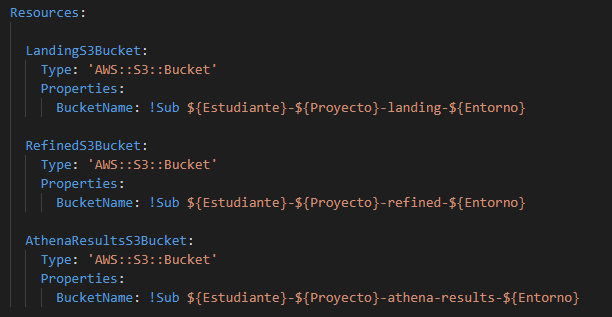 Resources:
LandingS3Bucket:
Type: 'AWS::S3::Bucket'
Properties:
BucketName: !Sub ${Estudiante}-${Proyecto}-landing-${Entorno}
RefinedS3Bucket:
Type: 'AWS::S3::Bucket'
Properties:
BucketName: !Sub ${Estudiante}-${Proyecto}-refined-${Entorno}
AthenaResultsS3Bucket:
Type: 'AWS::S3::Bucket'
Properties:
BucketName: !Sub ${Estudiante}-${Proyecto}-athena-results-${Entorno}